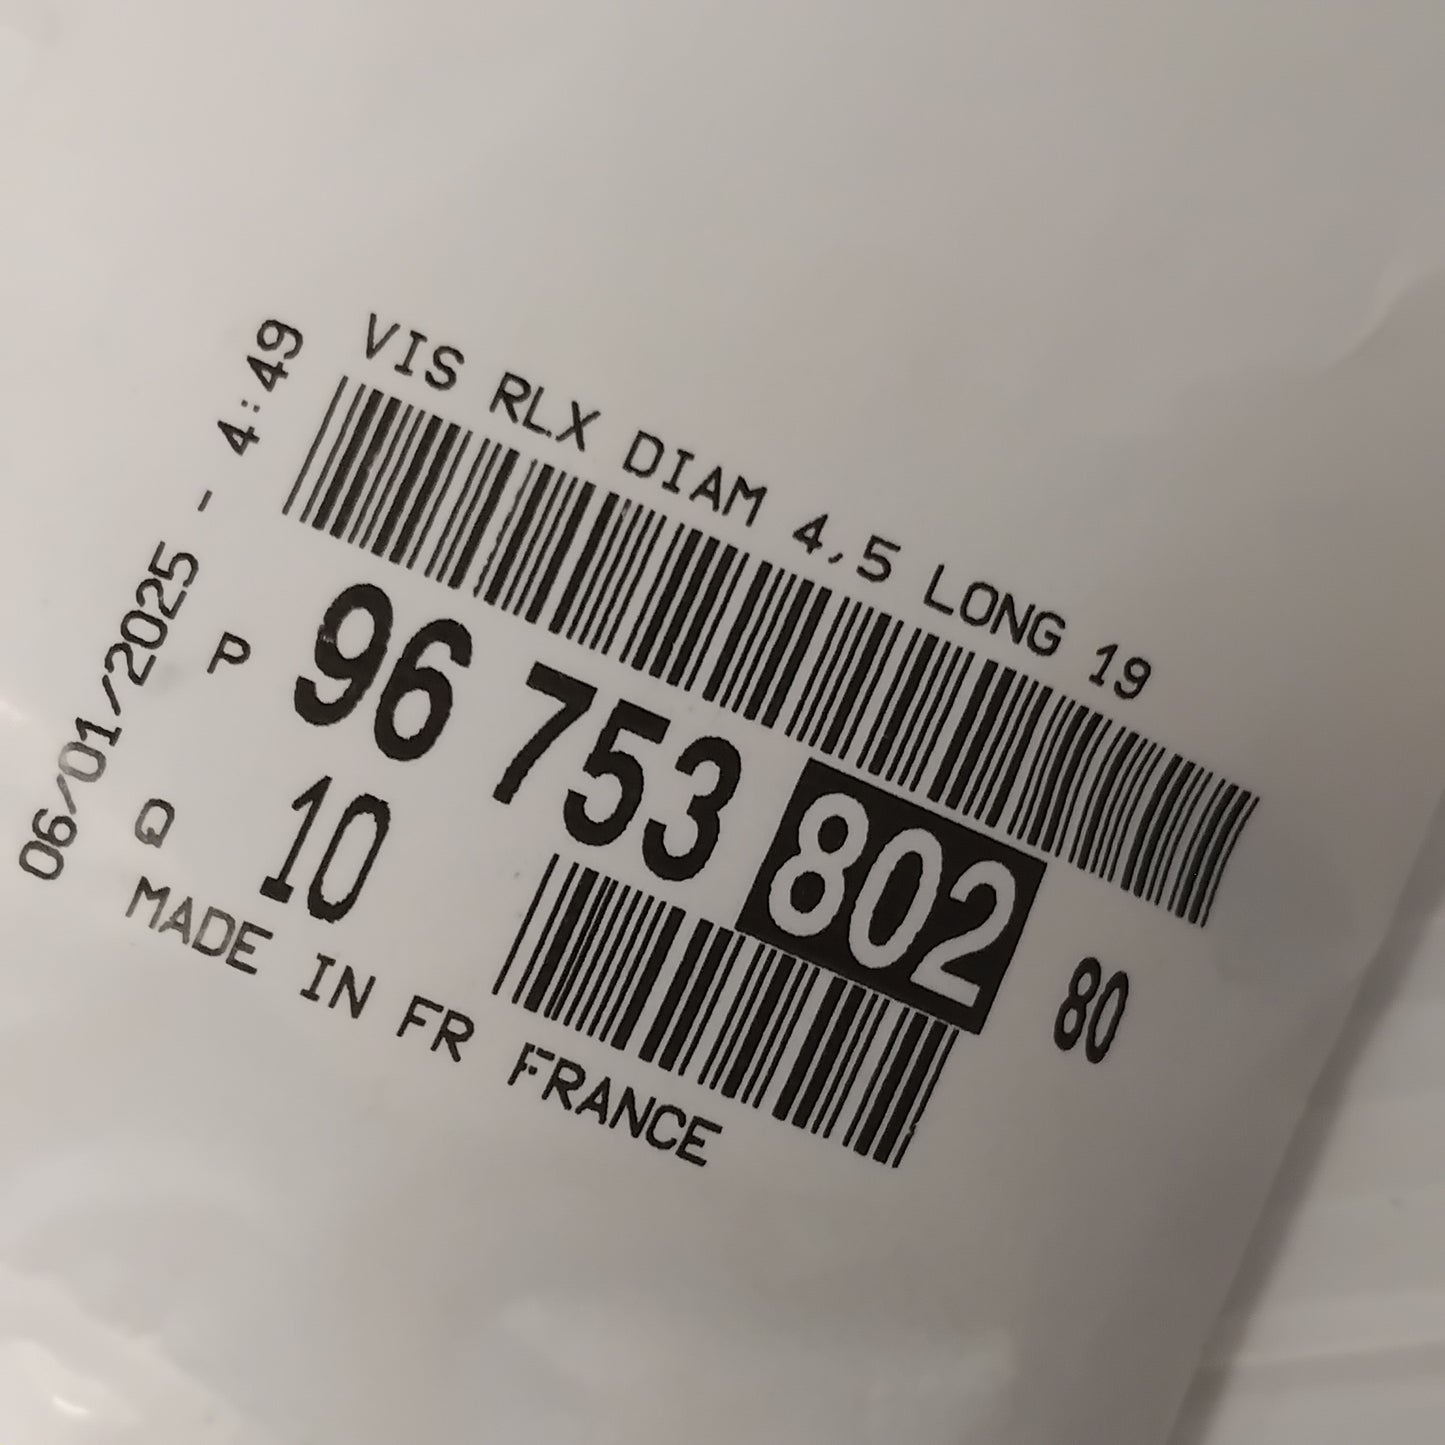 VIS RLX DIAM 4,5 LONG 19
P 96 753 802 80
Q 10
MADE IN FR FRANCE
06/01/2025 - 4:49